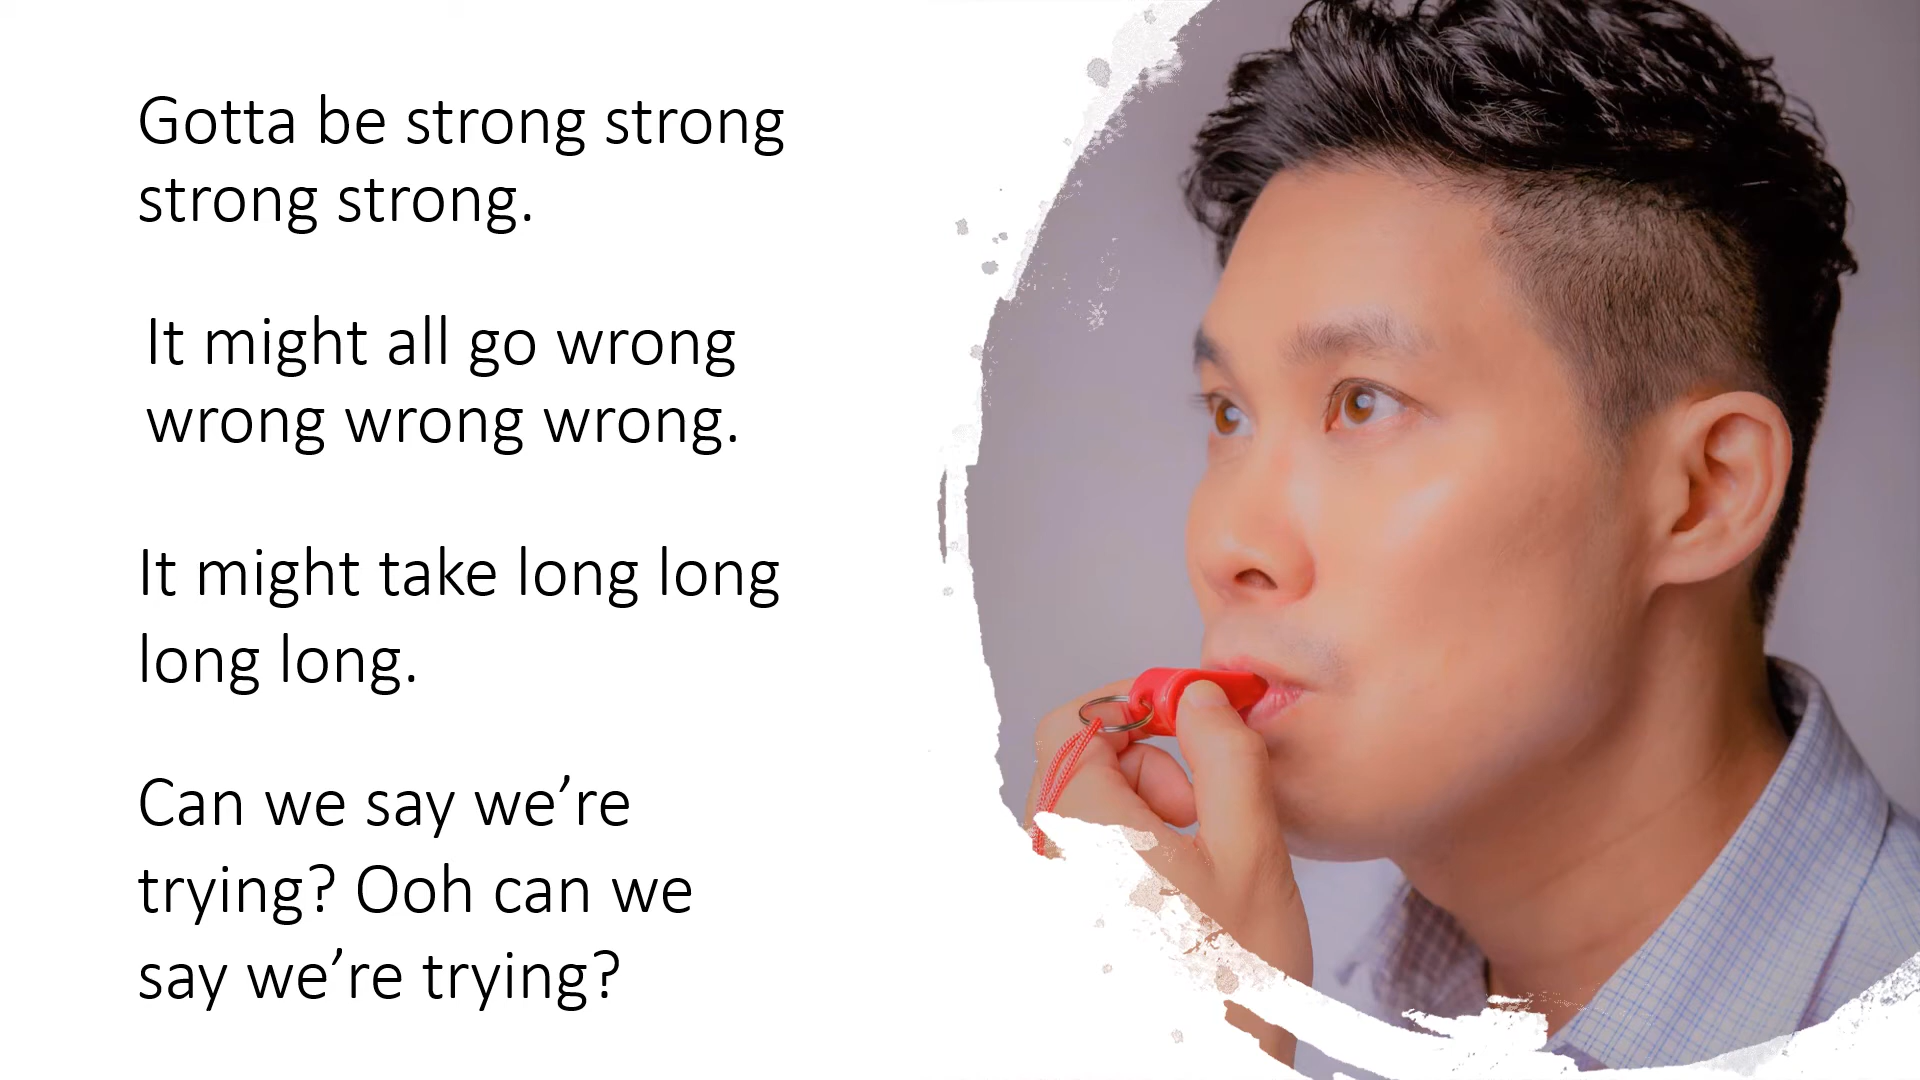 Gotta be strong strong
strong strong.
It might all go wrong
wrong wrong wrong.
It might take long long
long long.
Can we say we’re
trying? Ooh can we
say we’re trying?